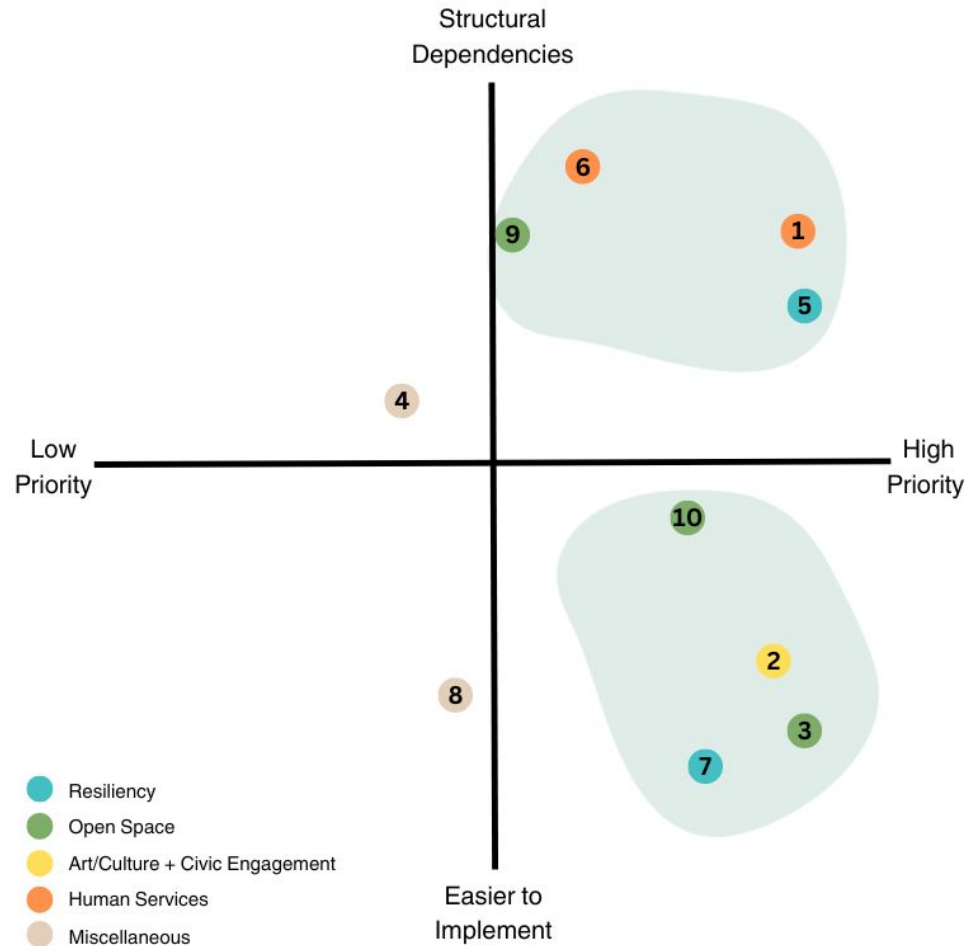 Structural
Dependencies
6
9
1
5
4
Low
Priority
High
Priority
10
2
8
3
7
Resiliency
Open Space
Art/Culture + Civic Engagement
Human Services
Miscellaneous
Easier to
Implement